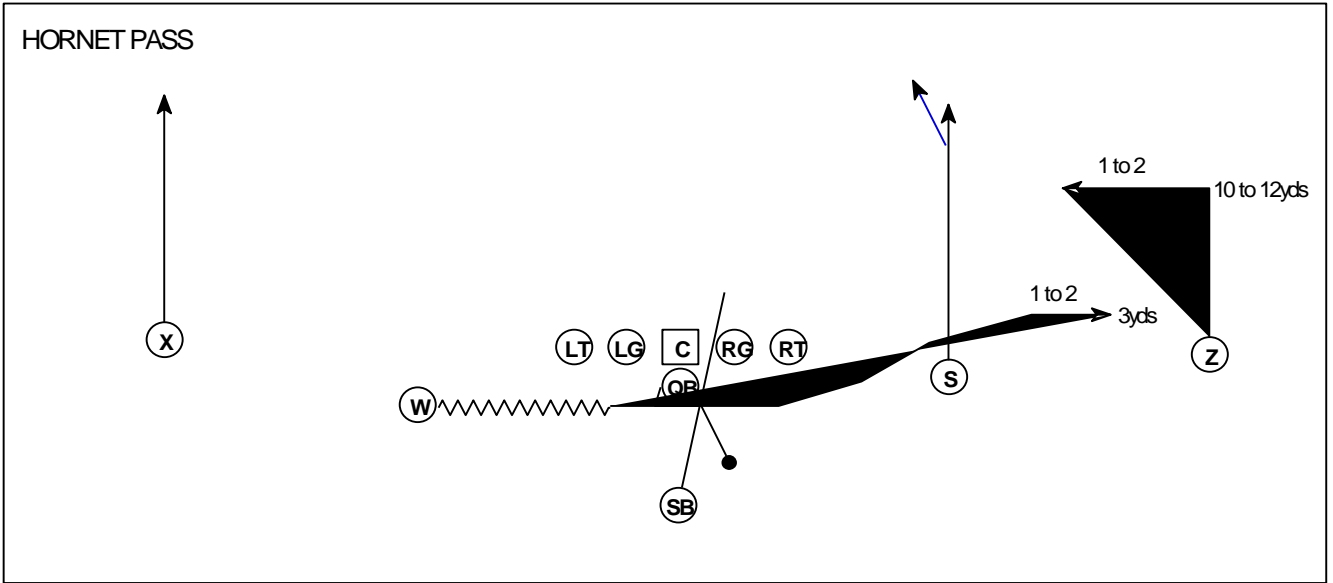 HORNET PASS
1 to 2
10 to 12yds
1 to 2
3yds
X
LT LG C RG RT
Z
QB
S
W
SB